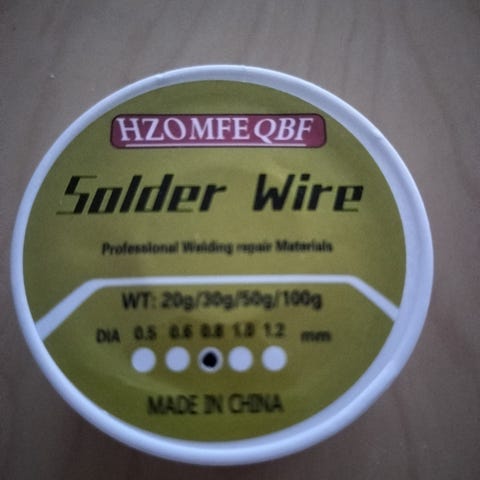 HZOMFE QBF
Solder Wire
Professional Welding repair Materials
WT: 20g/30g/50g/100g
DIA 0.5 0.6 0.8 1.0 1.2 mm
MADE IN CHINA